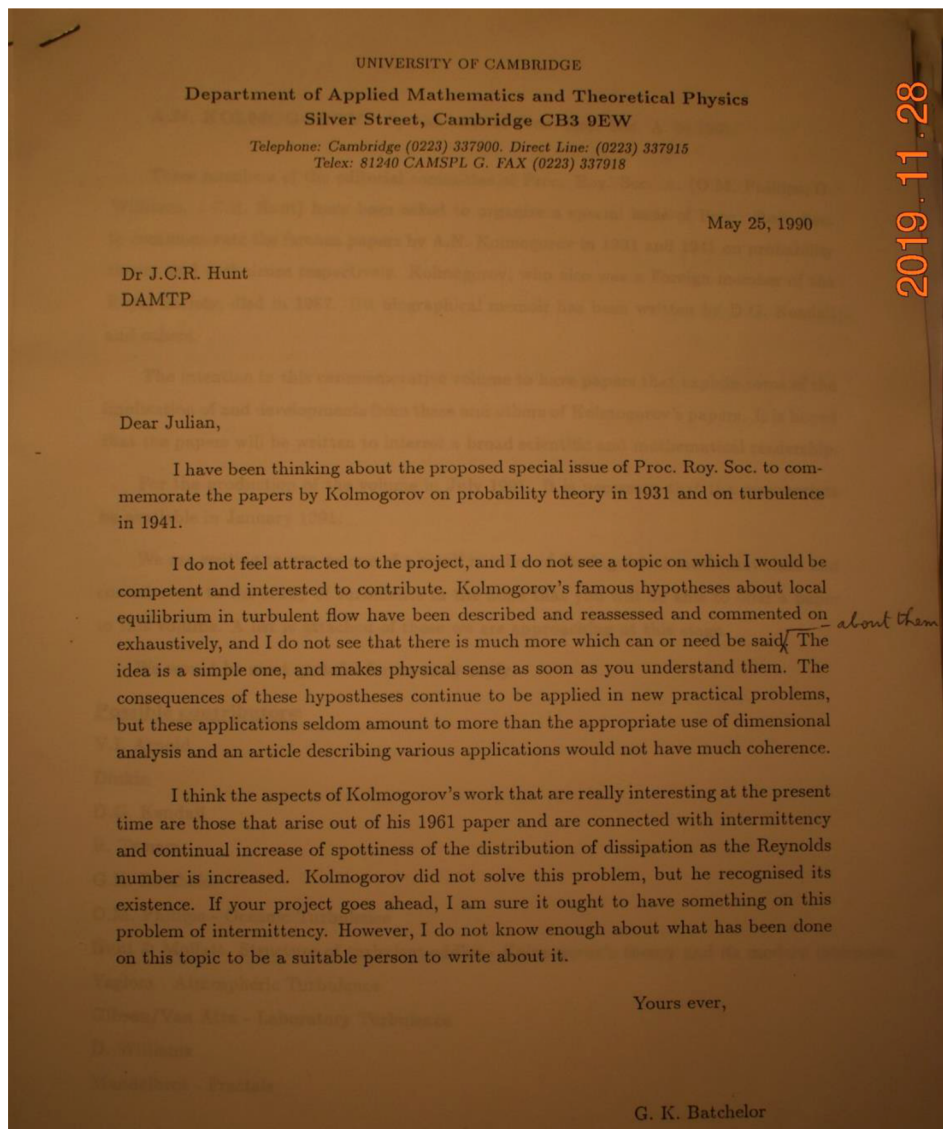 UNIVERSITY OF CAMBRIDGE
Department of Applied Mathematics and Theoretical Physics
Silver Street, Cambridge CB3 9EW
Telephone: Cambridge (0223) 337900. Direct Line: (0223) 337915
Telex: 81240 CAMSPL G. FAX (0223) 337918
2019.11.28
May 25, 1990
Dr J.C.R. Hunt
DAMTP
Dear Julian,
I have been thinking about the proposed special issue of Proc. Roy. Soc. to com-
memorate the papers by Kolmogorov on probability theory in 1931 and on turbulence
in 1941.
I do not feel attracted to the project, and I do not see a topic on which I would be
competent and interested to contribute. Kolmogorov's famous hypotheses about local
equilibrium in turbulent flow have been described and reassessed and commented on
about them
exhaustively, and I do not see that there is much more which can or need be said. The
idea is a simple one, and makes physical sense as soon as you understand them. The
consequences of these hypostheses continue to be applied in new practical problems,
but these applications seldom amount to more than the appropriate use of dimensional
analysis and an article describing various applications would not have much coherence.
I think the aspects of Kolmogorov's work that are really interesting at the present
time are those that arise out of his 1961 paper and are connected with intermittency
and continual increase of spottiness of the distribution of dissipation as the Reynolds
number is increased. Kolmogorov did not solve this problem, but he recognised its
existence. If your project goes ahead, I am sure it ought to have something on this
problem of intermittency. However, I do not know enough about what has been done
on this topic to be a suitable person to write about it.
Yours ever,
G. K. Batchelor